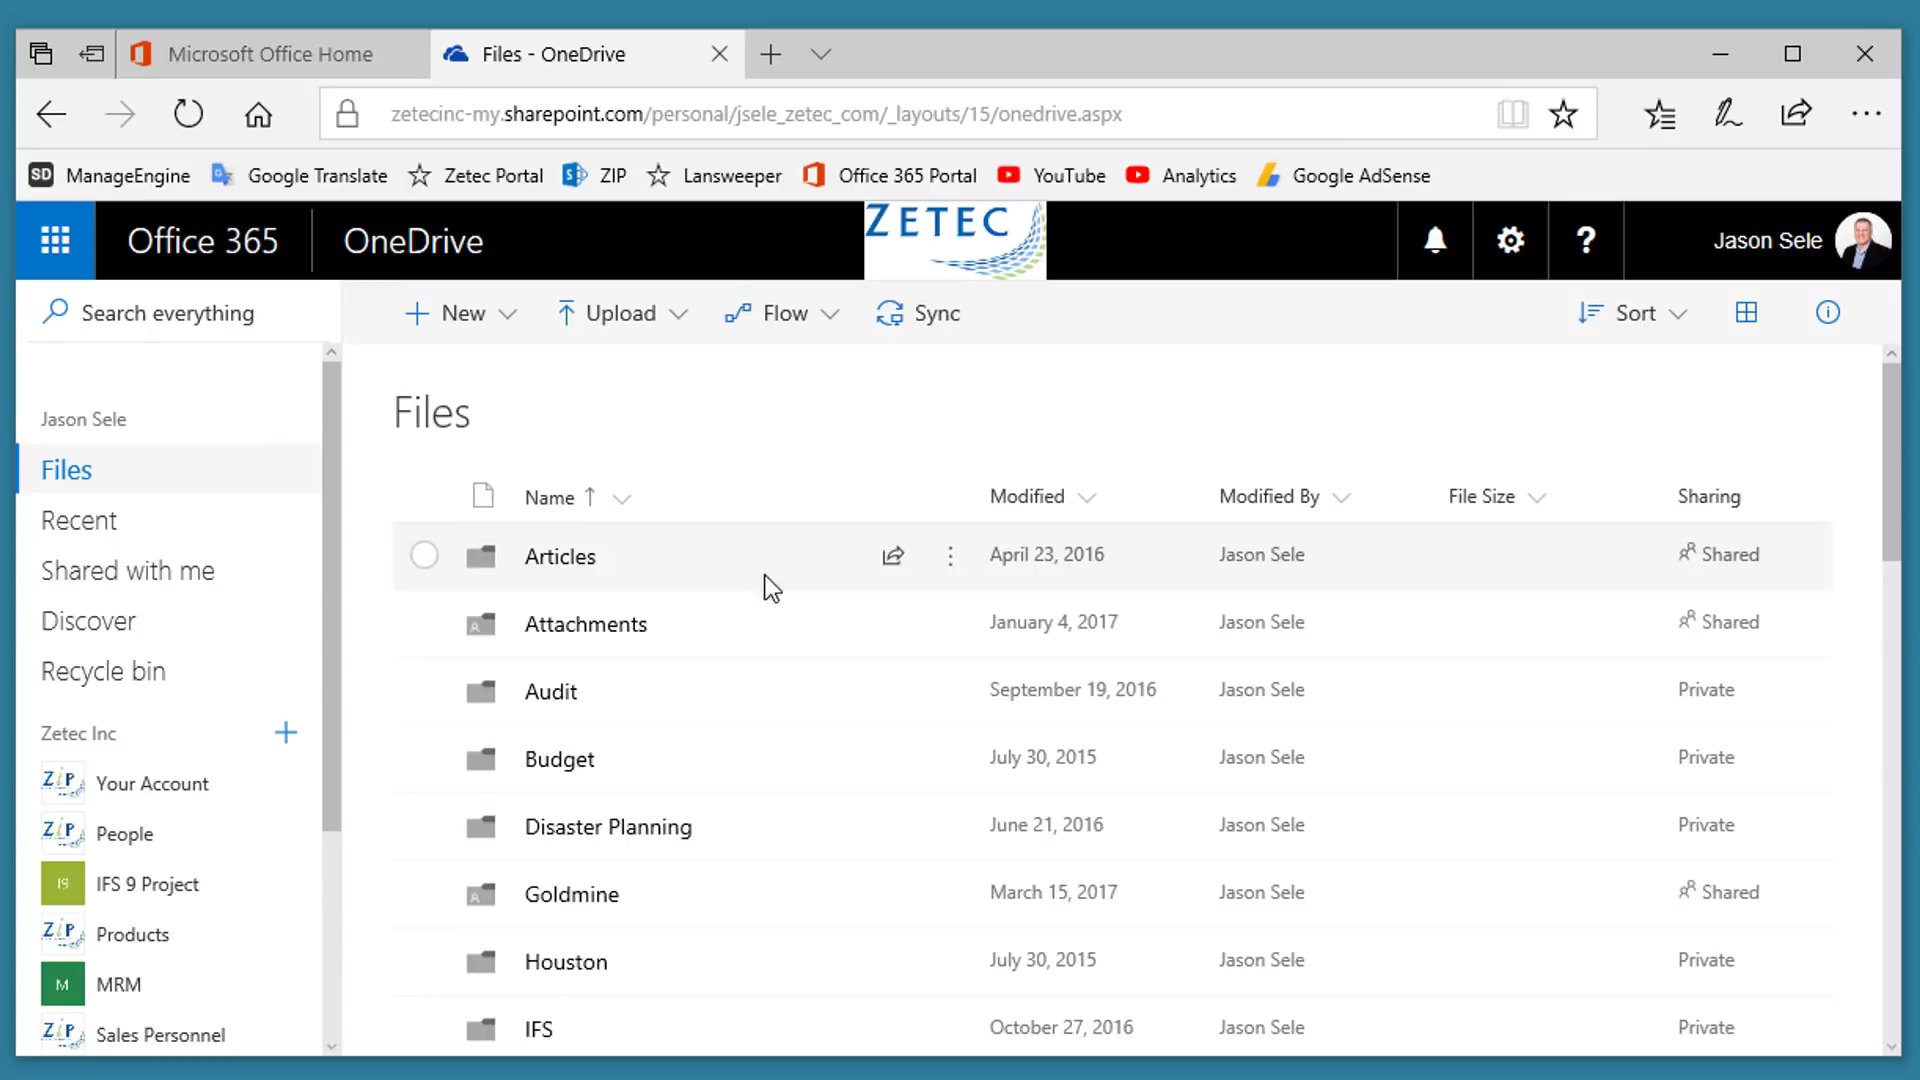 Microsoft Office Home
Files - OneDrive
zetecinc-my.sharepoint.com/personal/jsele_zetec_com/_layouts/15/onedrive.aspx
SD ManageEngine Google Translate Zetec Portal ZIP Lansweeper Office 365 Portal YouTube Analytics Google AdSense
Office 365 OneDrive ZETEC ? Jason Sele
Search everything New Upload Flow Sync Sort
Jason Sele
Files
Recent
Shared with me
Discover
Recycle bin
Zetec Inc
ZIP Your Account
ZIP People
I9 IFS 9 Project
ZIP Products
M MRM
ZIP Sales Personnel
Files
Name Modified Modified By File Size Sharing
Articles April 23, 2016 Jason Sele Shared
Attachments January 4, 2017 Jason Sele Shared
Audit September 19, 2016 Jason Sele Private
Budget July 30, 2015 Jason Sele Private
Disaster Planning June 21, 2016 Jason Sele Private
Goldmine March 15, 2017 Jason Sele Shared
Houston July 30, 2015 Jason Sele Private
IFS October 27, 2016 Jason Sele Private